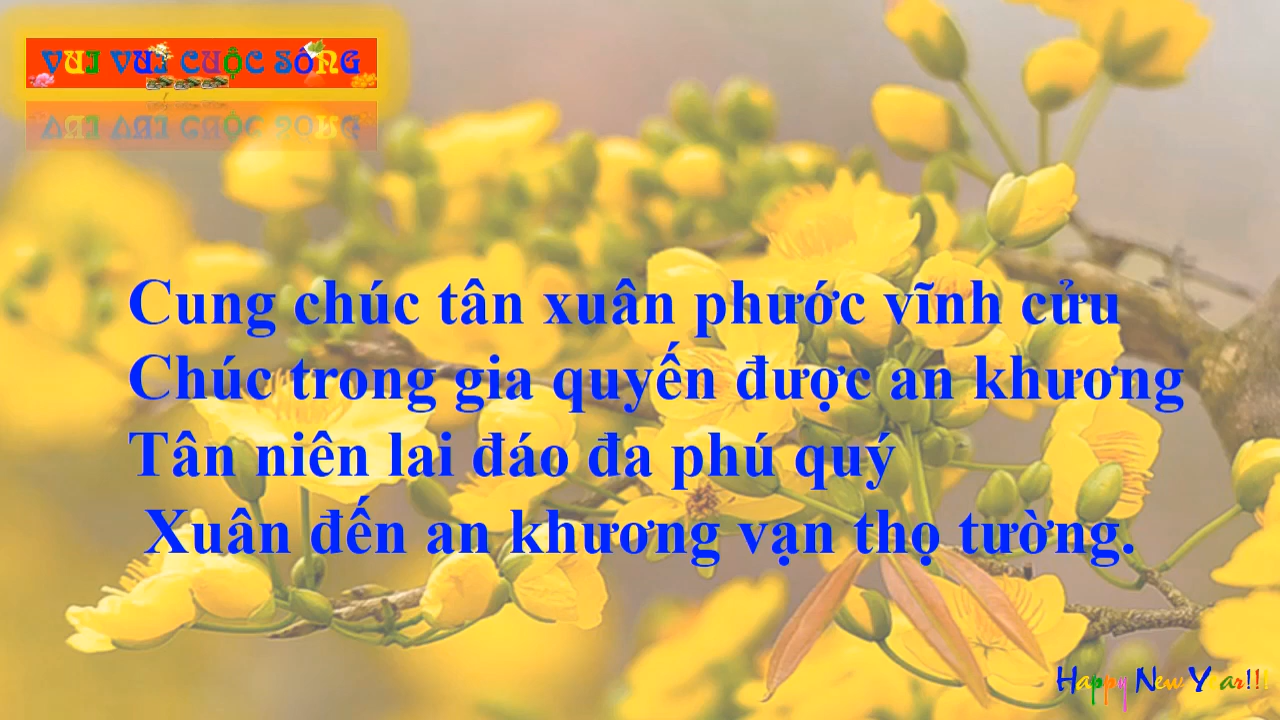 VUI VUI CUỘC SỐNG
Cung chúc tân xuân phước vĩnh cửu
Chúc trong gia quyến được an khương
Tân niên lai đáo đa phú quý
Xuân đến an khương vạn thọ tường.
Happy New Year!!!